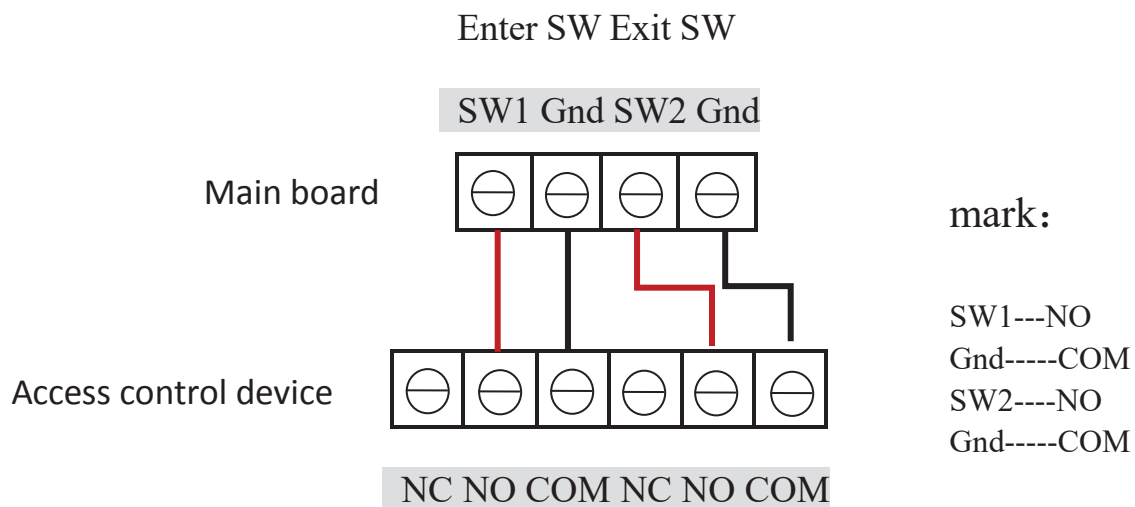 Enter SW Exit SW
SW1 Gnd SW2 Gnd
Main board
mark：
SW1---NO
Gnd-----COM
SW2----NO
Gnd-----COM
Access control device
NC NO COM NC NO COM